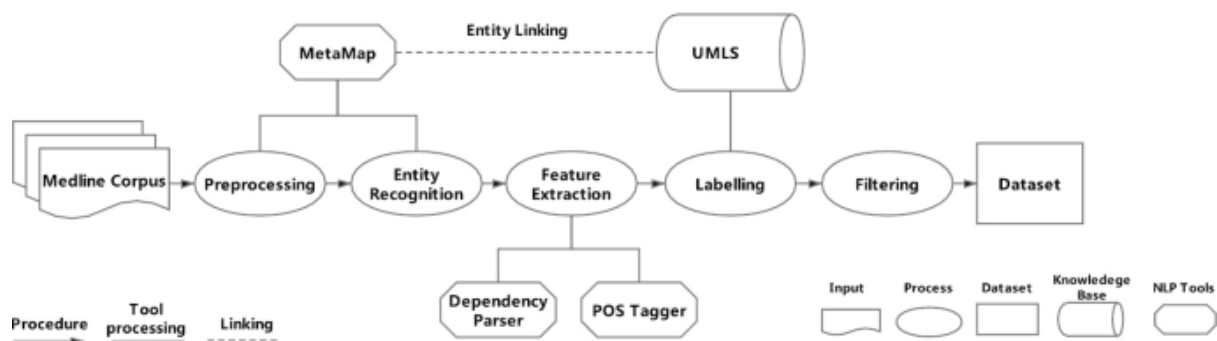 Entity Linking
MetaMap
UMLS
Medline Corpus
Preprocessing
Entity
Recognition
Feature
Extraction
Labelling
Filtering
Dataset
Dependency
Parser
POS Tagger
Procedure
Tool
processing
Linking
Input
Process
Dataset
Knowledege
Base
NLP Tools